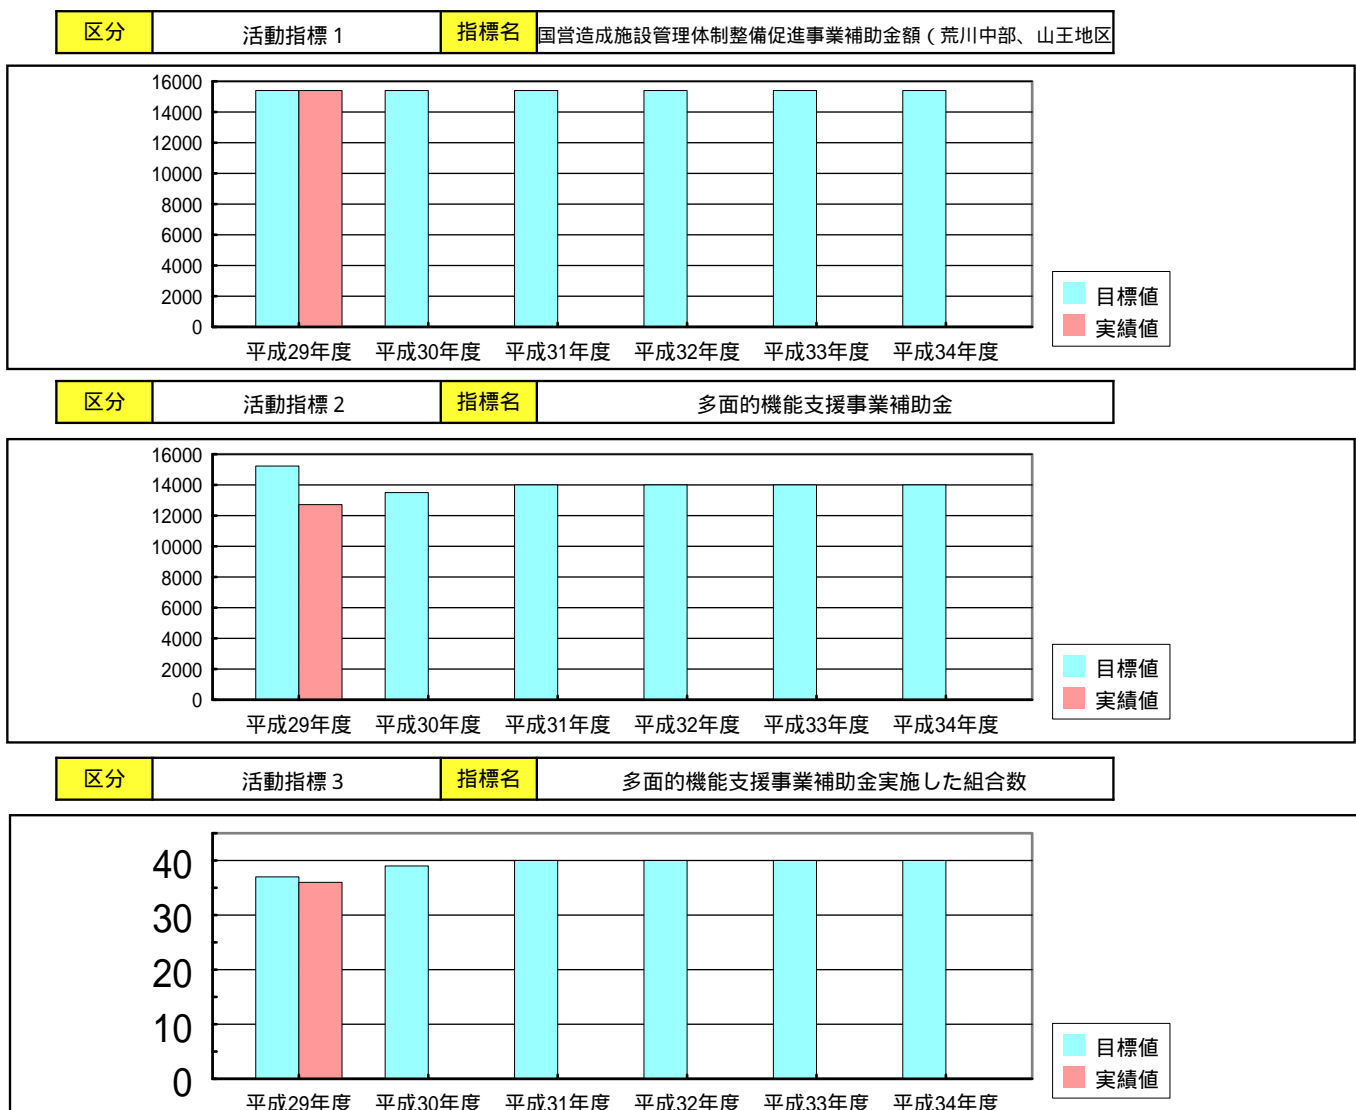 区分 活動指標1 指標名 国営造成施設管理体制整備促進事業補助金額(荒川中部、山王地区
16000
14000
12000
10000
8000
6000
4000
2000
0
平成29年度 平成30年度 平成31年度 平成32年度 平成33年度 平成34年度
目標値
実績値
区分 活動指標2 指標名 多面的機能支援事業補助金
16000
14000
12000
10000
8000
6000
4000
2000
0
平成29年度 平成30年度 平成31年度 平成32年度 平成33年度 平成34年度
目標値
実績値
区分 活動指標3 指標名 多面的機能支援事業補助金実施した組合数
40
30
20
10
0
平成29年度 平成30年度 平成31年度 平成32年度 平成33年度 平成34年度
目標値
実績値